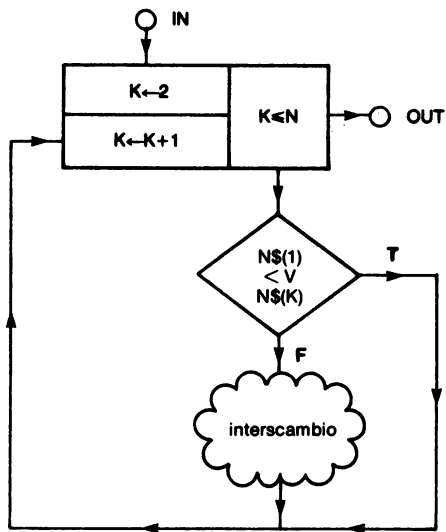 IN
K←2
K←K+1
K≤N
OUT
N$(1)
< V
N$(K)
T
F
interscambio